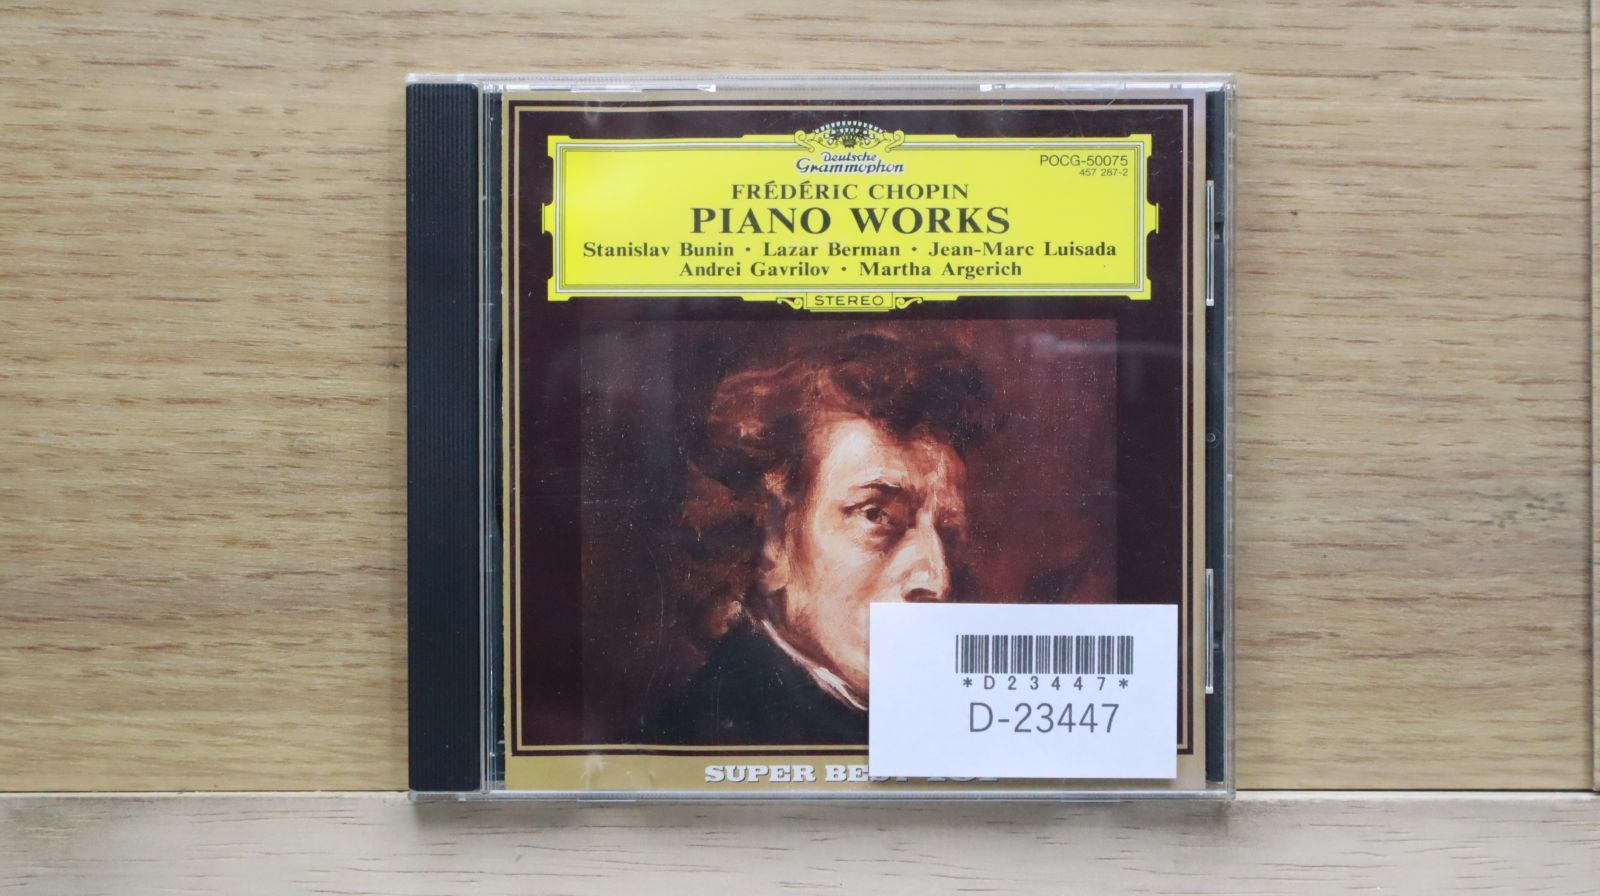 Deutsche
Grammophon
POCG-50075
457 287-2
FRÉDÉRIC CHOPIN
PIANO WORKS
Stanislav Bunin · Lazar Berman · Jean-Marc Luisada
Andrei Gavrilov · Martha Argerich
STEREO
*D23447*
D-23447
SUPER BEST